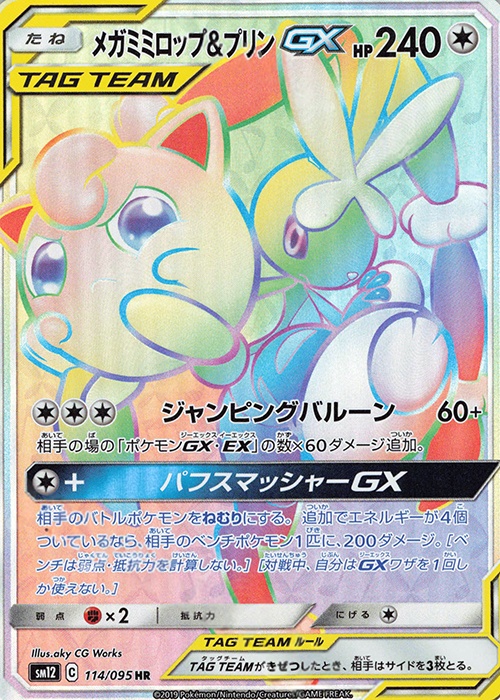 たね メガミミロップ&プリンGX HP240
TAG TEAM
ジャンピングバルーン 60+
相手の場の「ポケモンGX・EX」の数×60ダメージ追加。
+ パフスマッシャーGX
相手のバトルポケモンをねむりにする。追加でエネルギーが4個
ついているなら、相手のベンチポケモン1匹に、200ダメージ。[ベ
ンチは弱点・抵抗力を計算しない。] [対戦中、自分はGXワザを1回し
か使えない。]
弱点 ×2 抵抗力 にげる
Illus.aky CG Works
TAG TEAM ルール
sm12 C 114/095 HR
TAG TEAMがきぜつしたとき、相手はサイドを3枚とる。
©2019 Pokémon/Nintendo/Creatures/GAME FREAK.